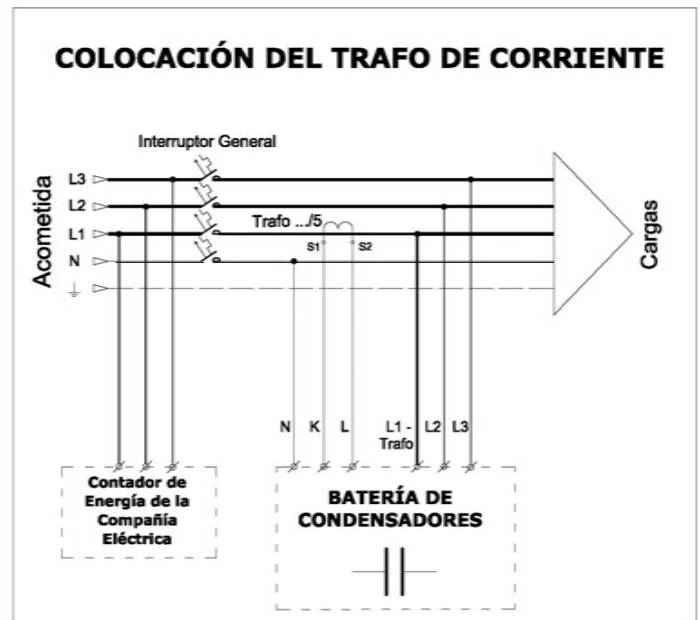 COLOCACIÓN DEL TRAFO DE CORRIENTE
Interruptor General
Acometida
L3
L2
L1
N
Trafo .../5
S1
S2
Cargas
N
K
L
L1 -
Trafo
L2
L3
Contador de
Energía de la
Compañía
Eléctrica
BATERÍA DE
CONDENSADORES